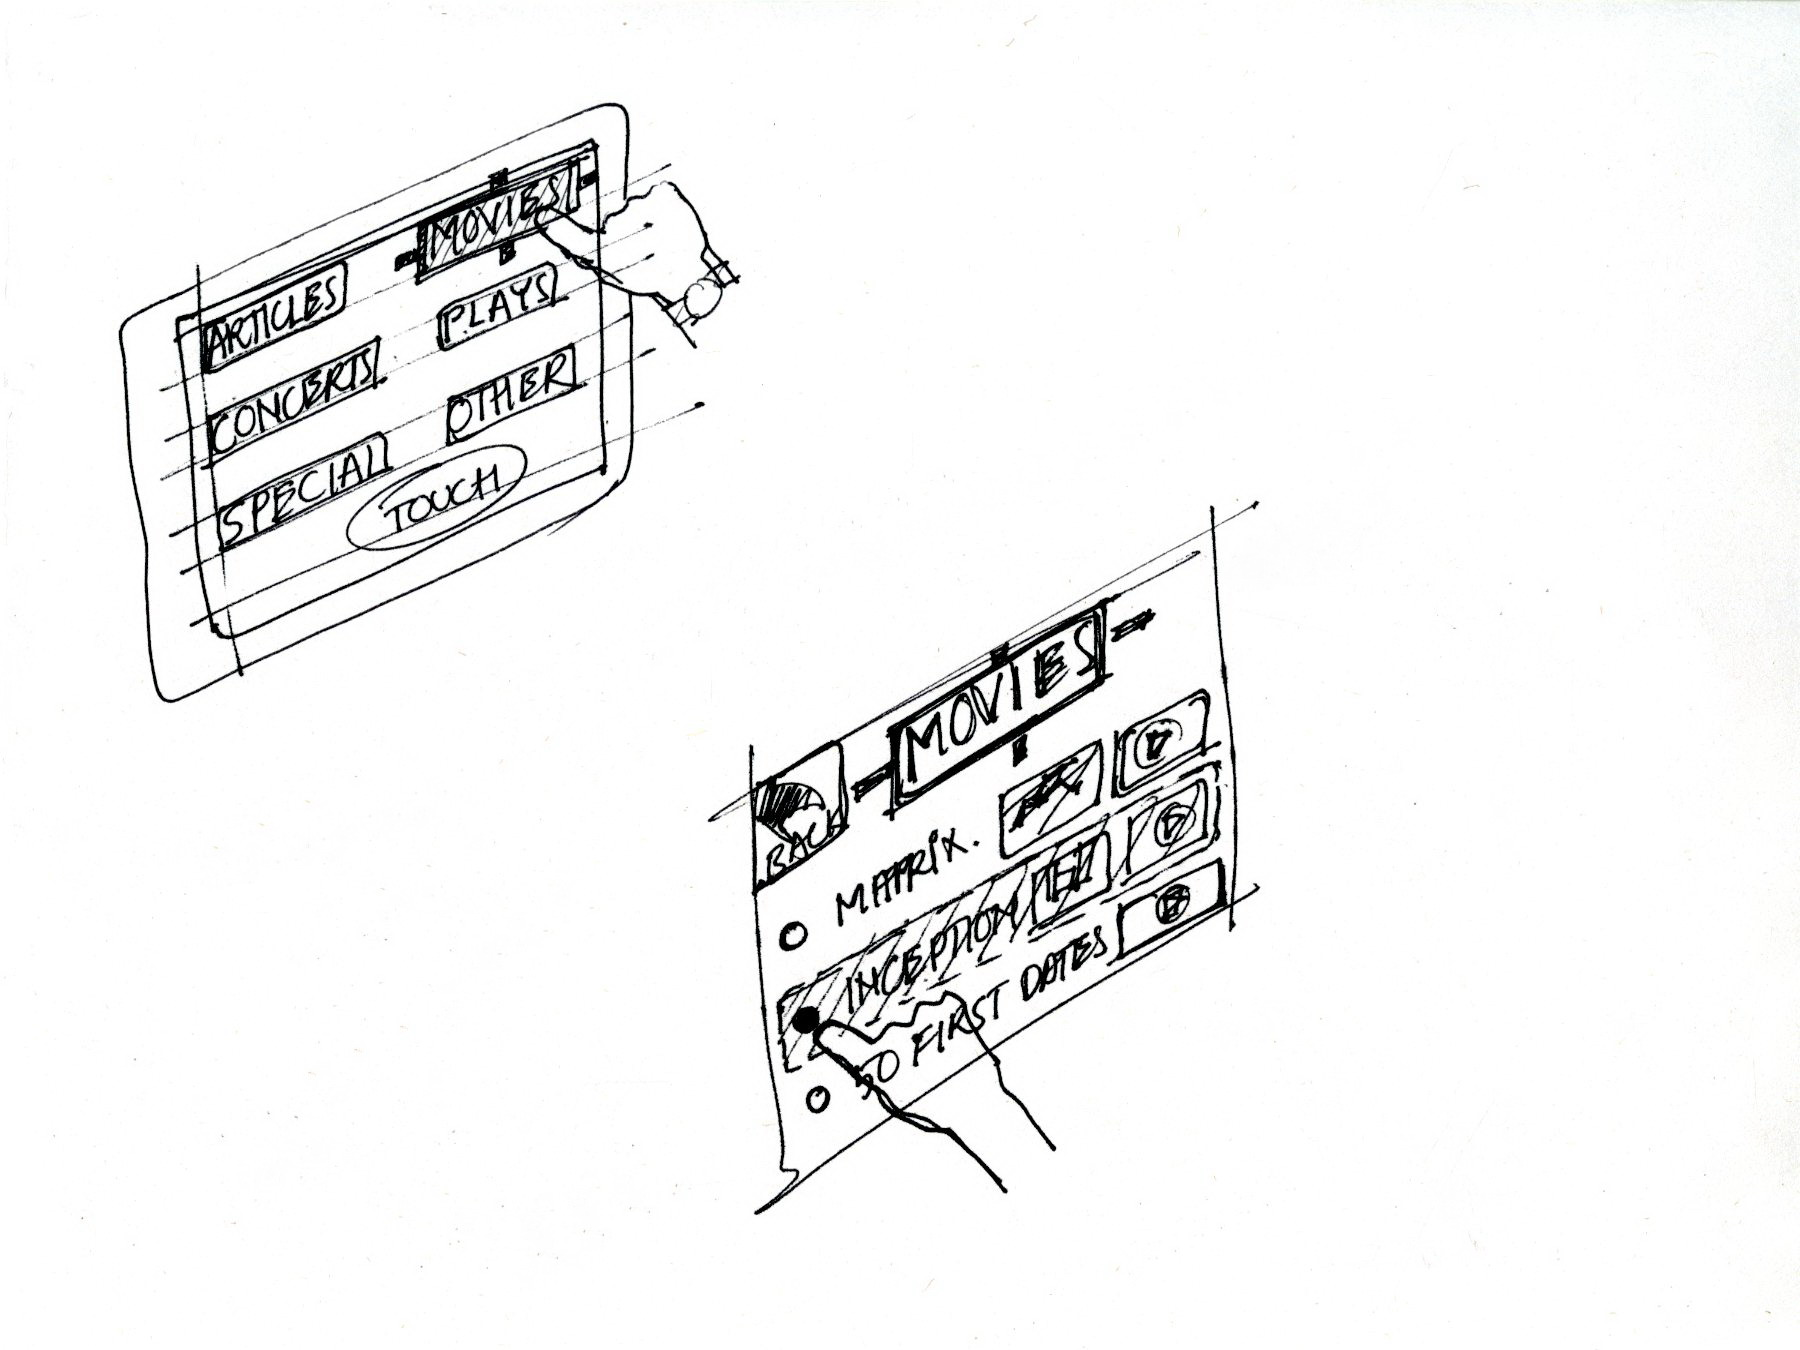 MOVIES
ARTICLES
PLAYS
CONCERTS
OTHER
SPECIAL
TOUCH
MOVIES
BACK
MATRIX.
INCEPTION
50 FIRST DATES